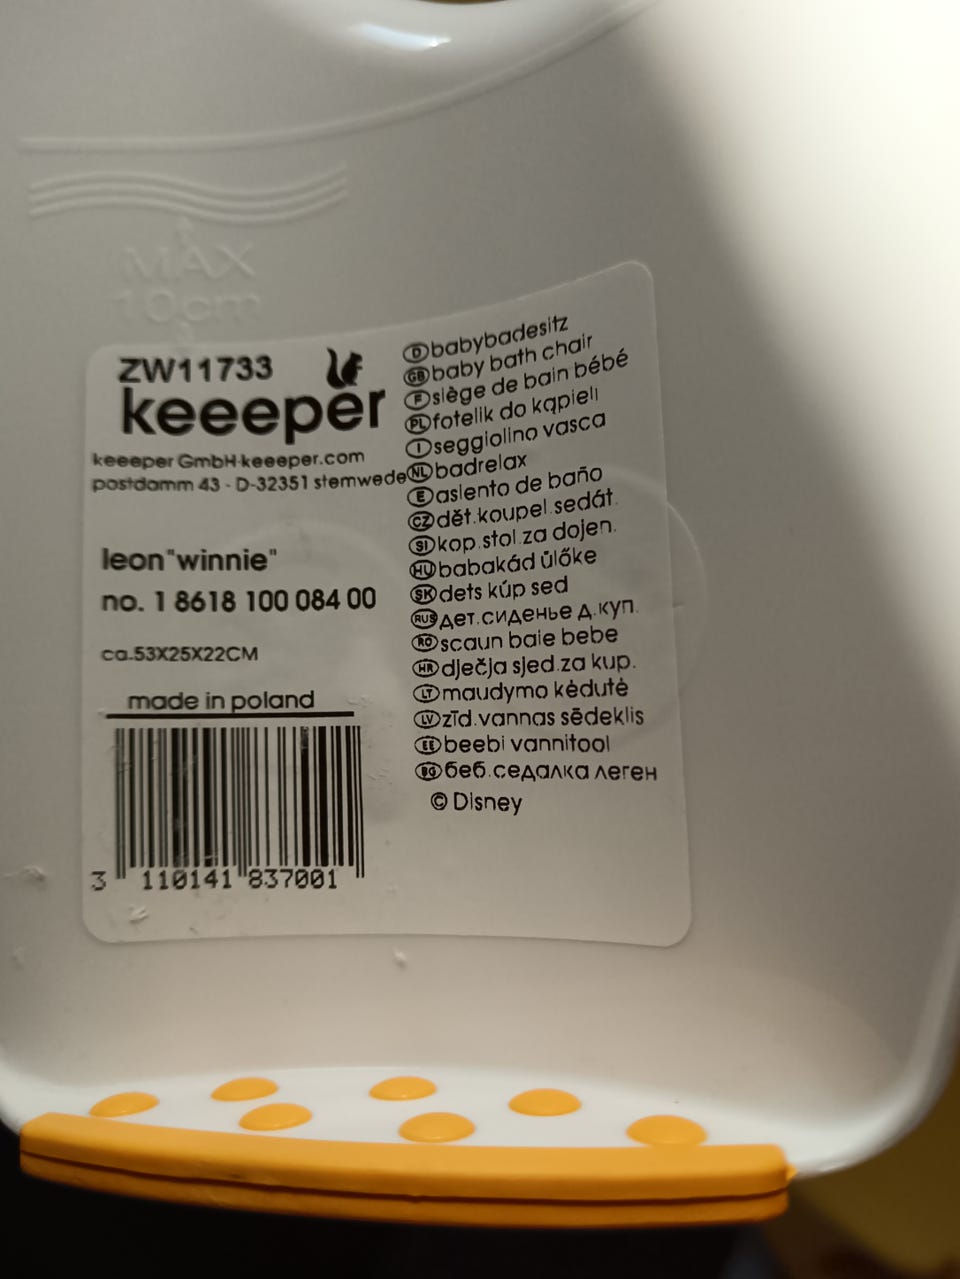 MAX
10cm
ZW11733
keeeper
keeeper GmbH·keeeper.com
postdamm 43 - D-32351 stemwede
leon "winnie"
no. 1 8618 100 084 00
ca.53X25X22CM
made in poland
3 110141 837001
D babybadesitz
GB baby bath chair
F siège de bain bébé
PL fotelik do kąpieli
I seggiolino vasca
NL badrelax
E asiento de baño
CZ dět.koupel.sedát.
SI kop.stol.za dojen.
HU babakád ülőke
SK dets kúp sed
RUS дет.сиденье д.куп.
RO scaun baie bebe
HR dječja sjed.za kup.
LT maudymo kėdutė
LV zīd.vannas sēdeklis
EE beebi vannitool
BG беб.седалка леген
© Disney